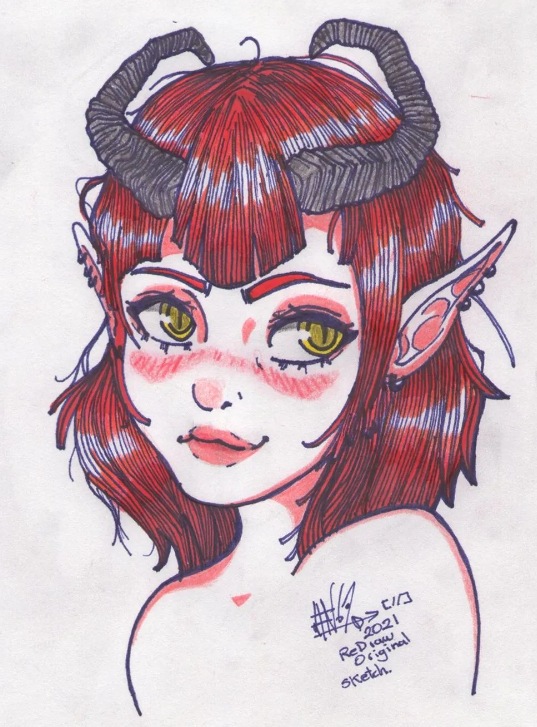 [//]
2021
ReDraw
Original
sketch.